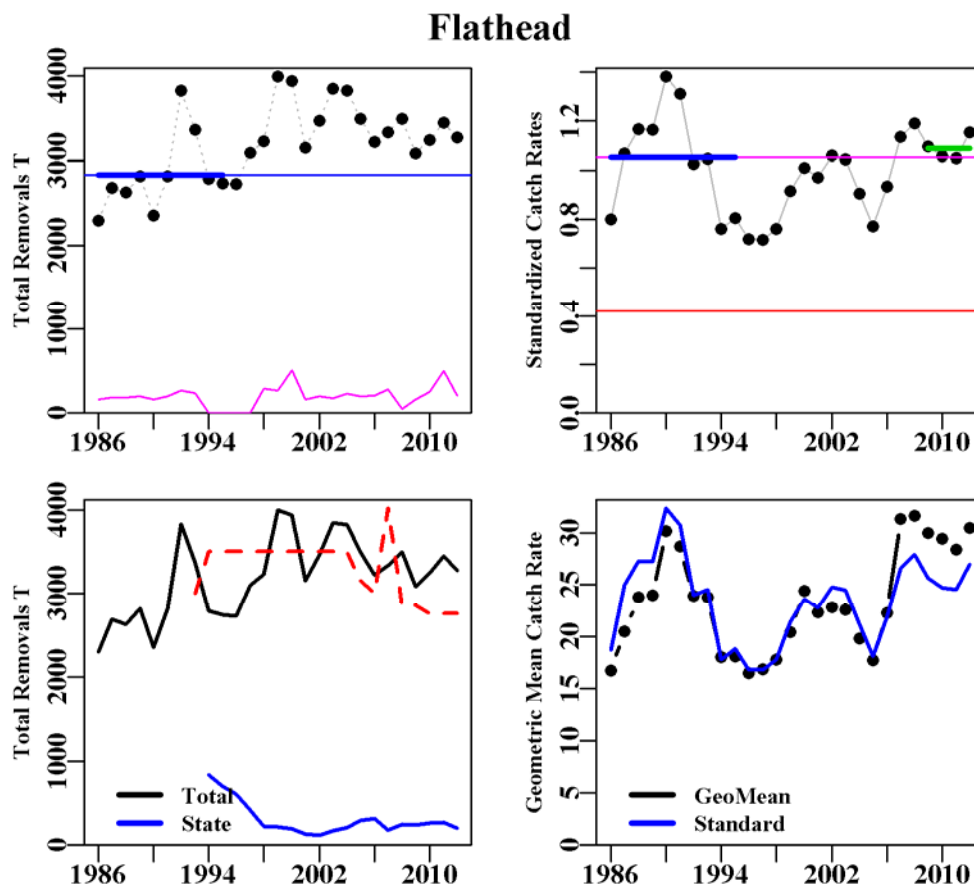 Flathead
Total Removals T
0 1000 2000 3000 4000
1986 1994 2002 2010
Standardized Catch Rates
0.0 0.4 0.8 1 1.2
1986 1994 2002 2010
Total Removals T
0 1000 2000 3000 4000
Total
State
1986 1994 2002 2010
Geometric Mean Catch Rate
0 5 10 15 20 25 30
GeoMean
Standard
1986 1994 2002 2010